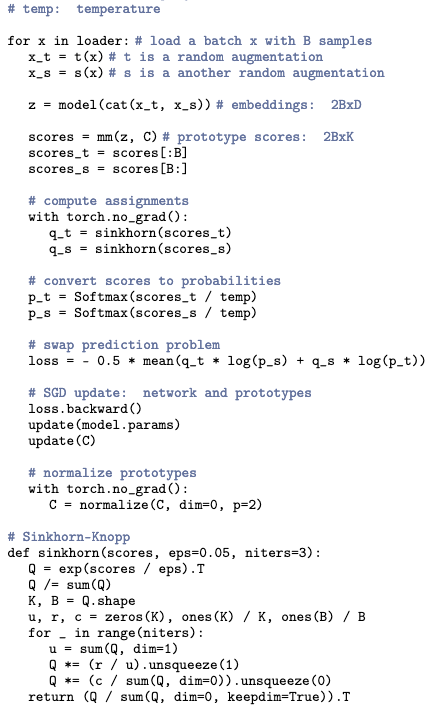 # temp: temperature
for x in loader: # load a batch x with B samples
x_t = t(x) # t is a random augmentation
x_s = s(x) # s is a another random augmentation
z = model(cat(x_t, x_s)) # embeddings: 2BxD
scores = mm(z, C) # prototype scores: 2BxK
scores_t = scores[:B]
scores_s = scores[B:]
# compute assignments
with torch.no_grad():
q_t = sinkhorn(scores_t)
q_s = sinkhorn(scores_s)
# convert scores to probabilities
p_t = Softmax(scores_t / temp)
p_s = Softmax(scores_s / temp)
# swap prediction problem
loss = - 0.5 * mean(q_t * log(p_s) + q_s * log(p_t))
# SGD update: network and prototypes
loss.backward()
update(model.params)
update(C)
# normalize prototypes
with torch.no_grad():
C = normalize(C, dim=0, p=2)
# Sinkhorn-Knopp
def sinkhorn(scores, eps=0.05, niters=3):
Q = exp(scores / eps).T
Q /= sum(Q)
K, B = Q.shape
u, r, c = zeros(K), ones(K) / K, ones(B) / B
for _ in range(niters):
u = sum(Q, dim=1)
Q *= (r / u).unsqueeze(1)
Q *= (c / sum(Q, dim=0)).unsqueeze(0)
return (Q / sum(Q, dim=0, keepdim=True)).T